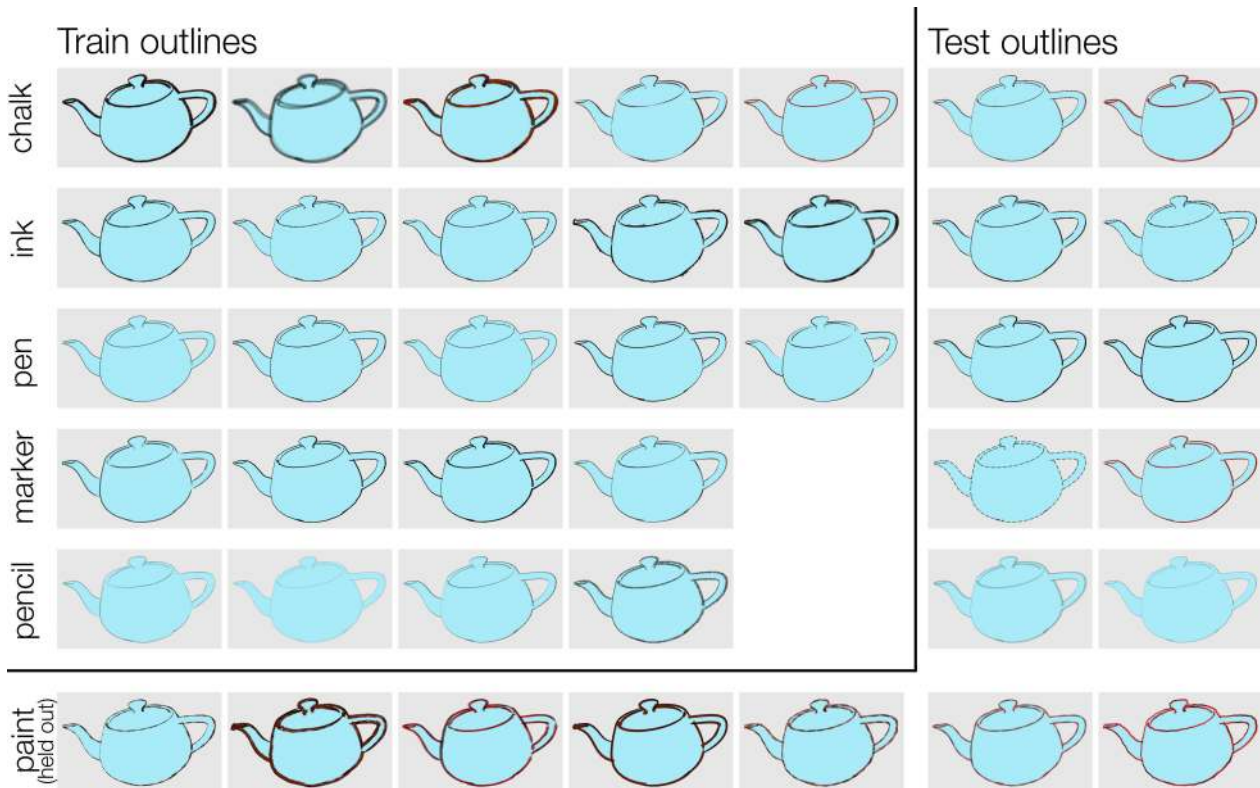 Train outlines
Test outlines
chalk
ink
pen
marker
pencil
paint
(held out)